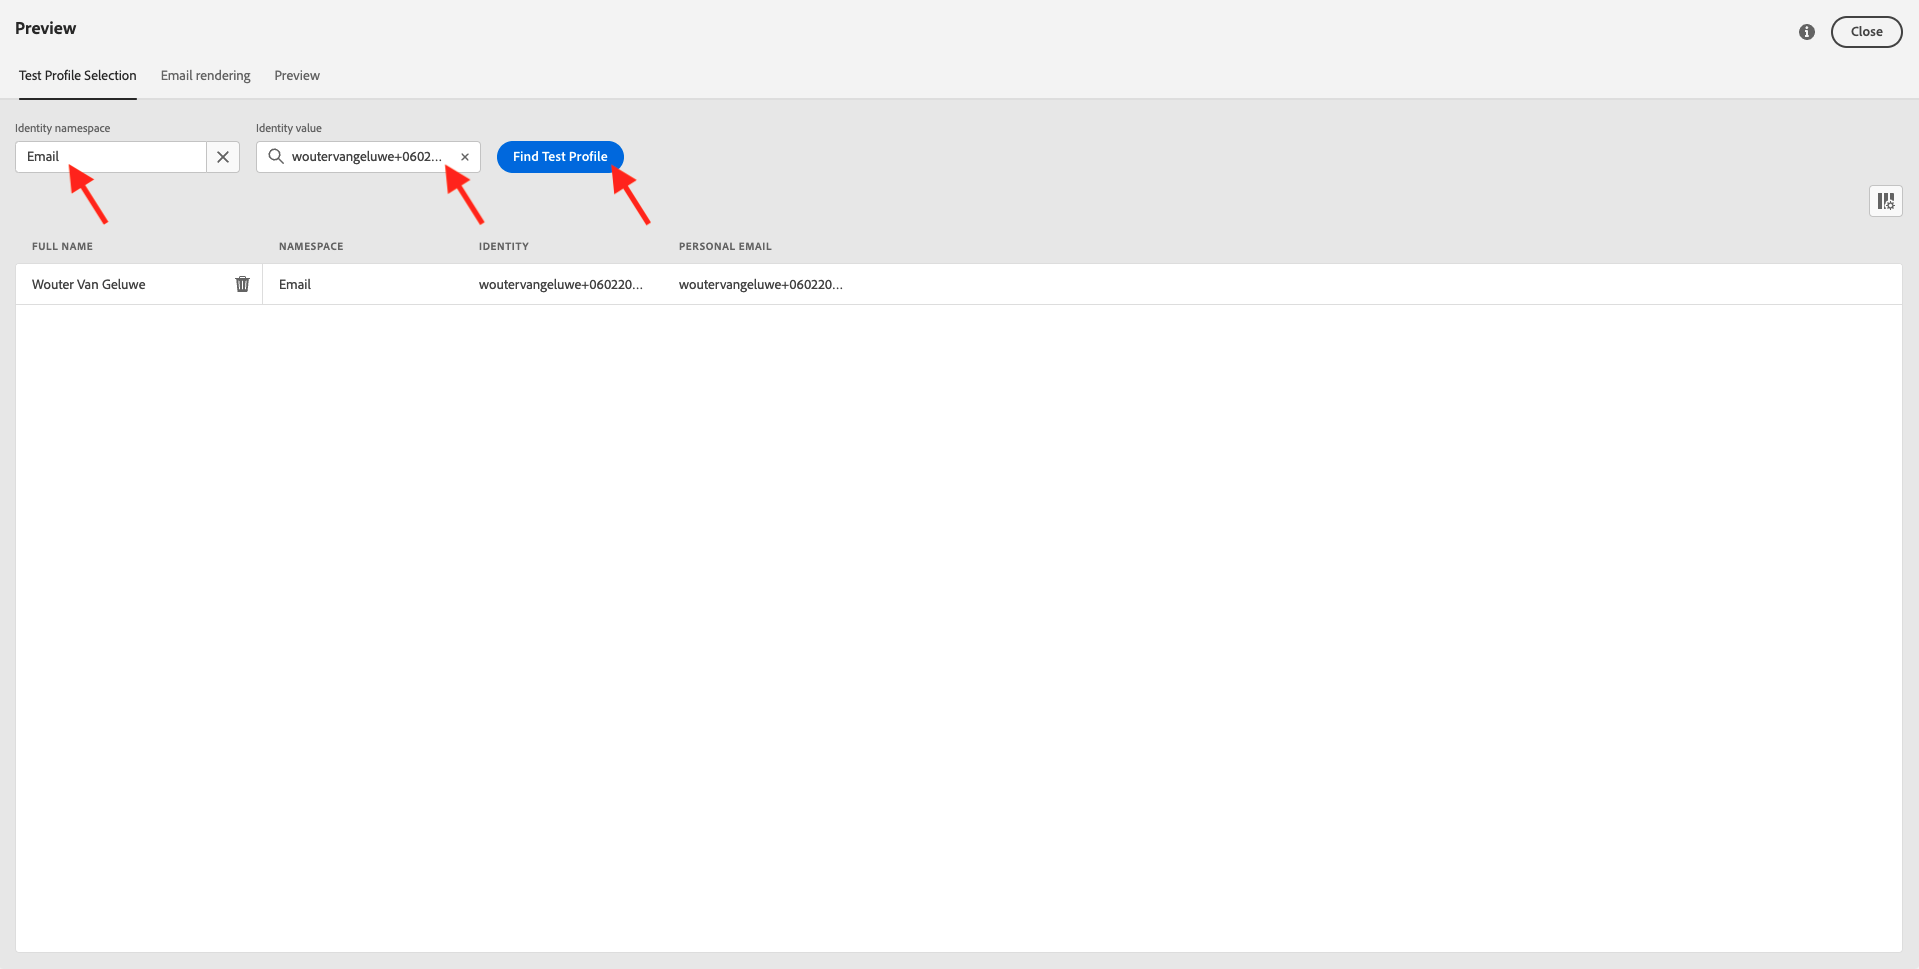 Preview
Close
Test Profile Selection Email rendering Preview
Identity namespace Identity value
Email woutervangeluwe+0602... Find Test Profile
FULL NAME NAMESPACE IDENTITY PERSONAL EMAIL
Wouter Van Geluwe Email woutervangeluwe+060220... woutervangeluwe+060220...